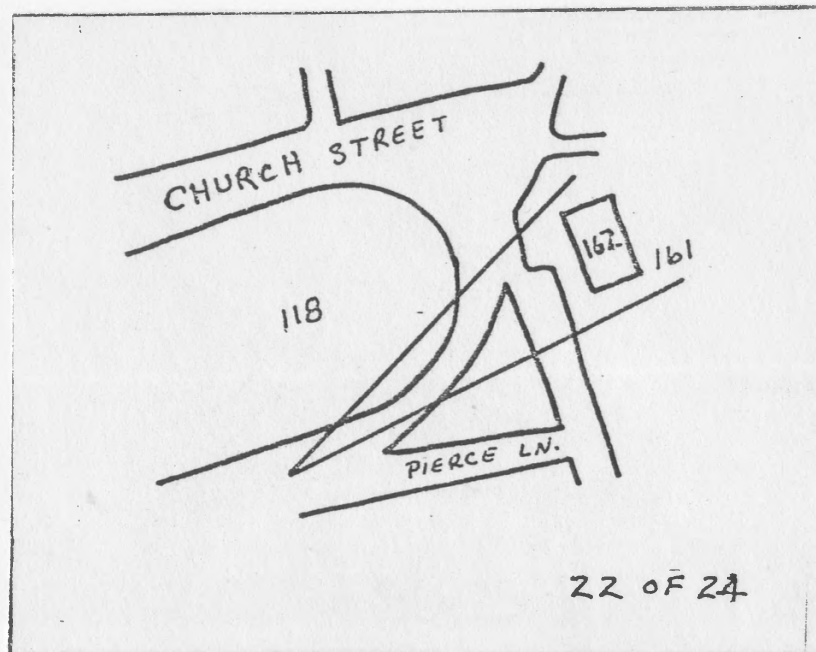 CHURCH STREET
162
161
118
PIERCE LN.
22 OF 24